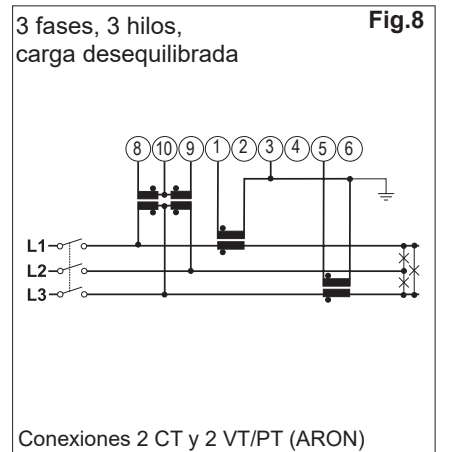 3 fases, 3 hilos, Fig.8
carga desequilibrada
8 10 9 1 2 3 4 5 6
L1
L2
L3
Conexiones 2 CT y 2 VT/PT (ARON)